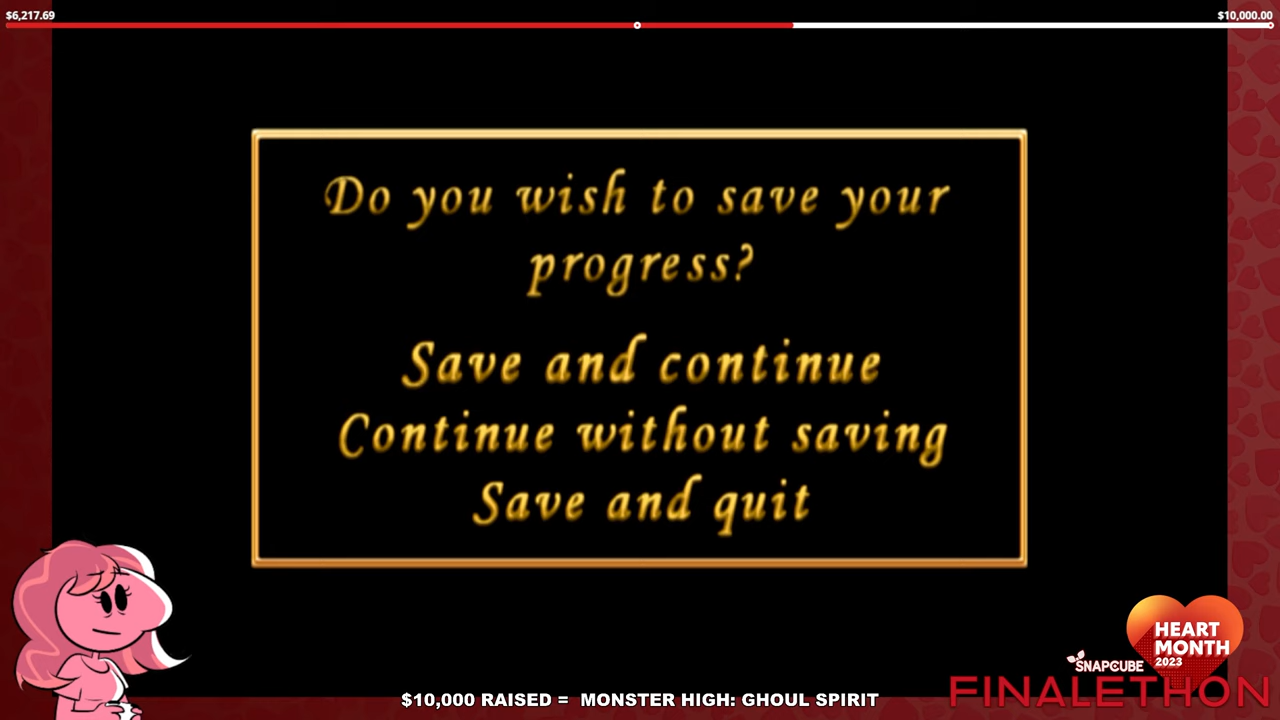 $6,217.69
$10,000.00
Do you wish to save your
progress?
Save and continue
Continue without saving
Save and quit
HEART
MONTH
2023
SNAPCUBE
FINALETHON
$10,000 RAISED = MONSTER HIGH: GHOUL SPIRIT